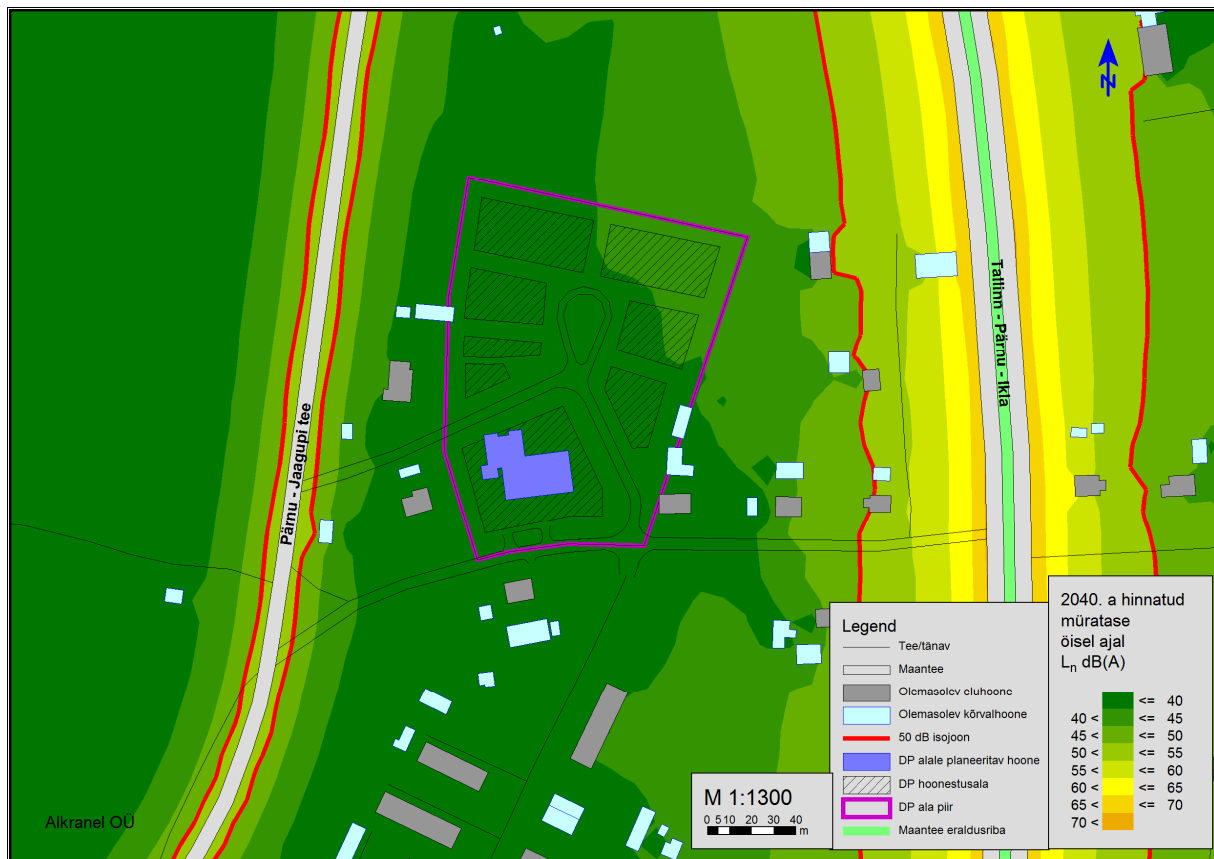 N
Tallinn - Pärnu - Ikla
Pärnu - Jaagupi tee
Alkranel OÜ
M 1:1300
0 5 10 20 30 40
m
Legend
Tee/tänav
Maantee
Olemasolev eluhoone
Olemasolev kõrvalhoone
50 dB isojoon
DP alale planeeritav hoone
DP hoonestusala
DP ala piir
Maantee eraldusriba
2040. a hinnatud
müratase
öisel ajal
Ln dB(A)
<= 40
40 < <= 45
45 < <= 50
50 < <= 55
55 < <= 60
60 < <= 65
65 < <= 70
70 <